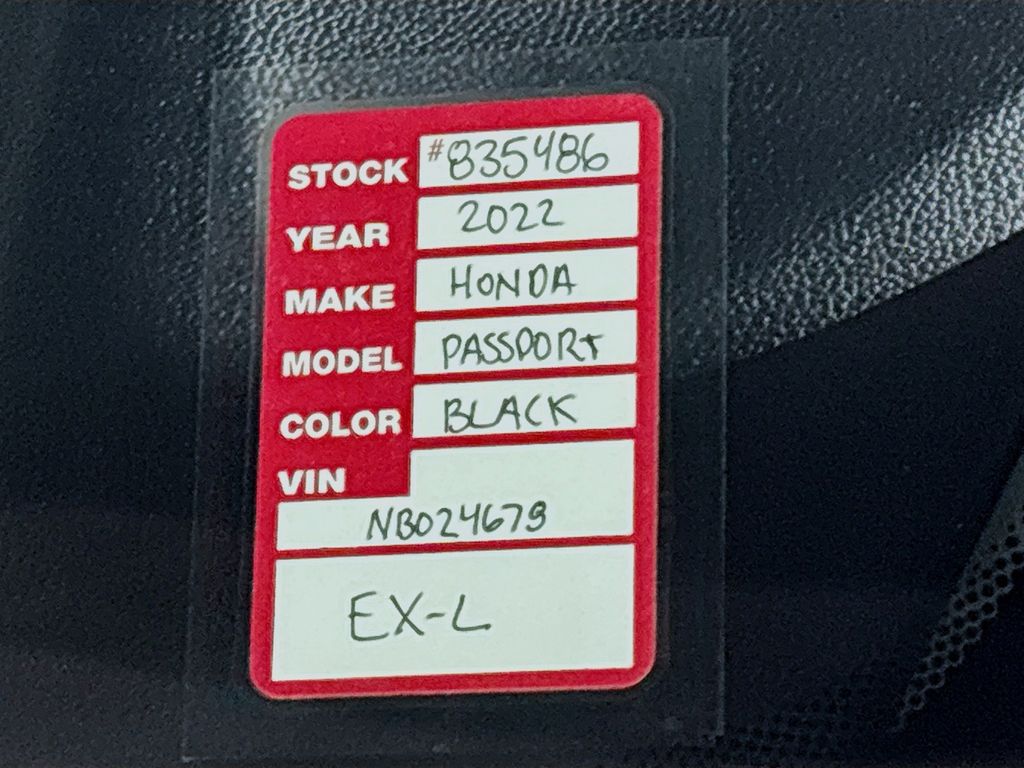 STOCK #835486
YEAR 2022
MAKE HONDA
MODEL PASSPORT
COLOR BLACK
VIN
NB024679
EX-L